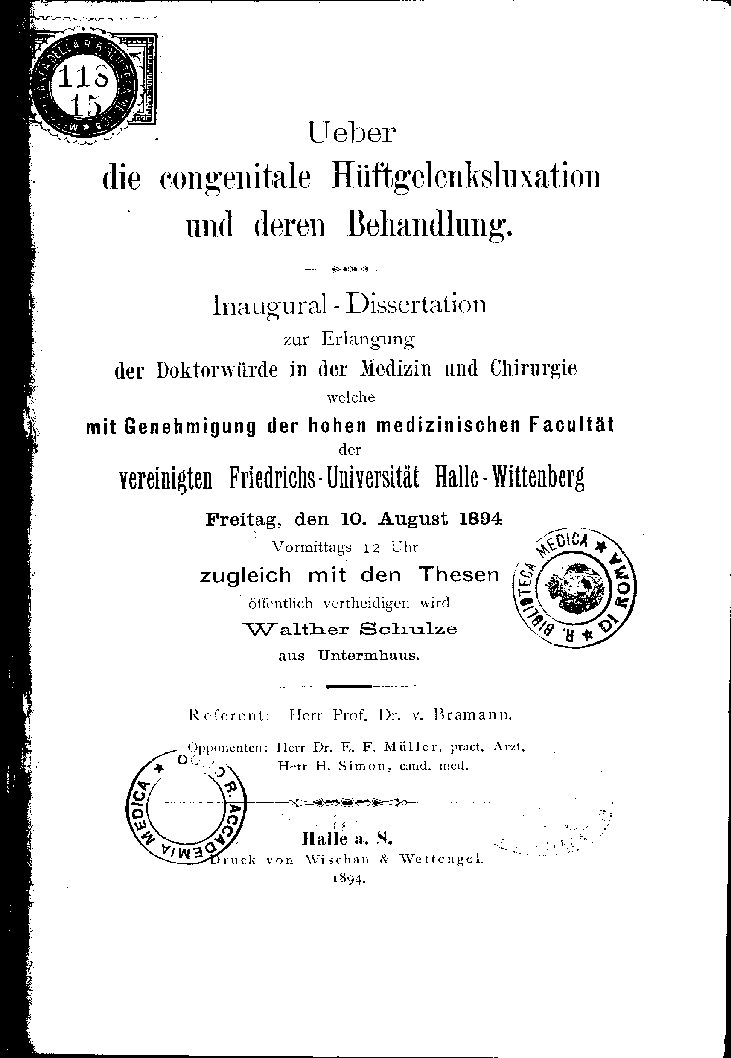 118
15
Ueber
die congenitale Hüftgelenksluxation
und deren Behandlung.
Inaugural-Dissertation
zur Erlangung
der Doktorwürde in der Medizin und Chirurgie
welche
mit Genehmigung der hohen medizinischen Facultät
der
vereinigten Friedrichs-Universität Halle-Wittenberg
Freitag, den 10. August 1894
Vormittags 12 Uhr
zugleich mit den Thesen
öffentlich vertheidigen wird
Walther Schulze
aus Untermhaus.
R. BIBLIOTECA MEDICA ★ DI ROMA ★
Referent: Herr Prof. Dr. v. Bramann.
Opponenten: Herr Dr. E. F. Müller, pract. Arzt.
Herr H. Simon, cand. med.
R. ACCADEMIA MEDICA ★
Halle a. S.
Druck von Wischan & Wettengel.
1894.